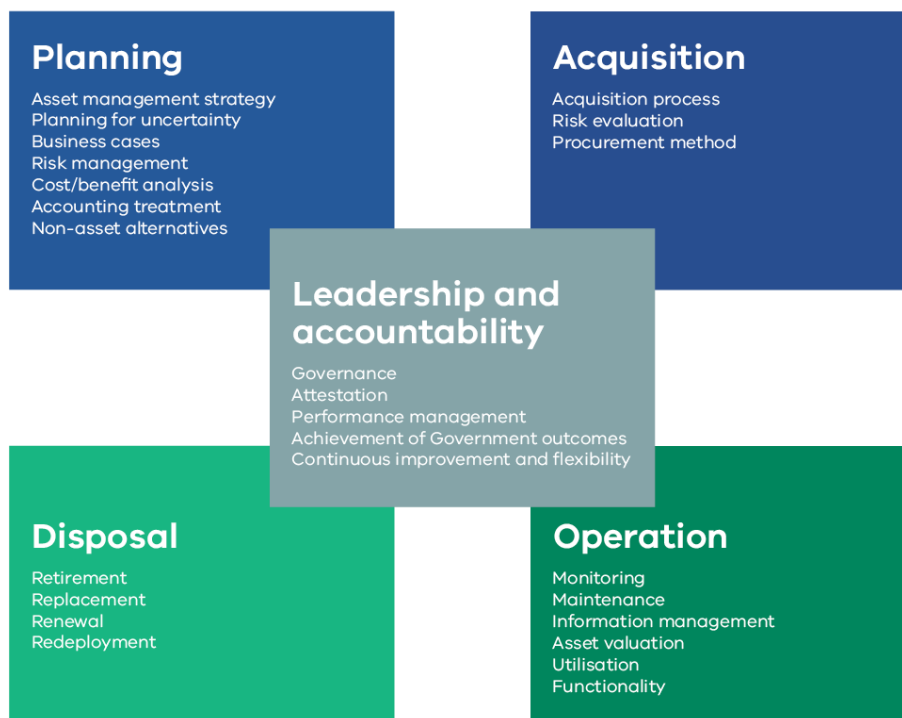 Planning
Asset management strategy
Planning for uncertainty
Business cases
Risk management
Cost/benefit analysis
Accounting treatment
Non-asset alternatives
Acquisition
Acquisition process
Risk evaluation
Procurement method
Leadership and
accountability
Governance
Attestation
Performance management
Achievement of Government outcomes
Continuous improvement and flexibility
Disposal
Retirement
Replacement
Renewal
Redeployment
Operation
Monitoring
Maintenance
Information management
Asset valuation
Utilisation
Functionality